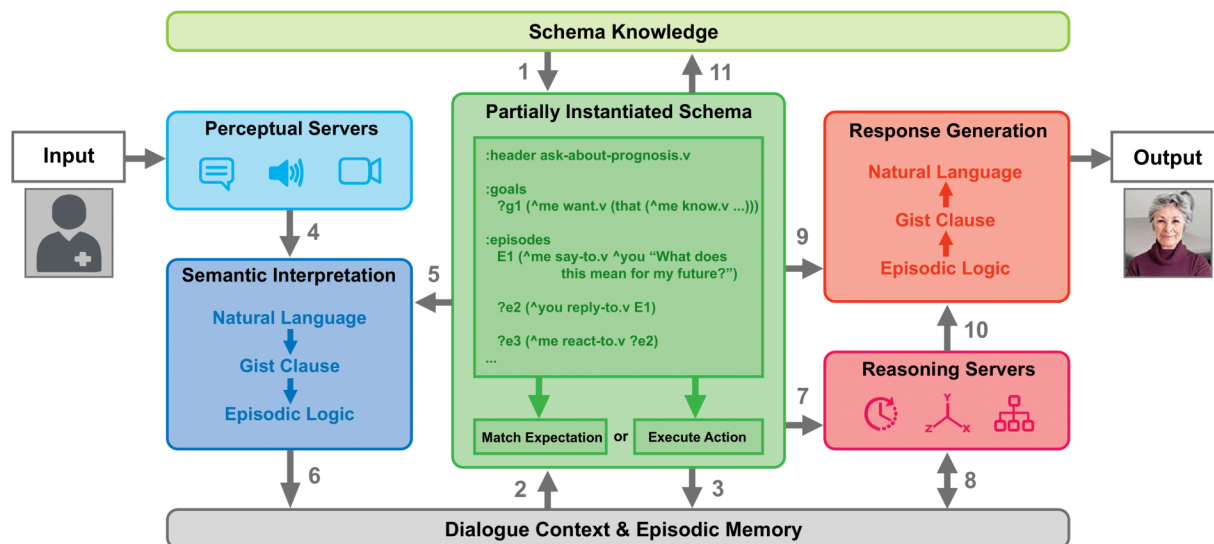 Schema Knowledge
1
11
Input
Perceptual Servers
4
Semantic Interpretation
Natural Language
Gist Clause
Episodic Logic
5
6
Partially Instantiated Schema
:header ask-about-prognosis.v
:goals
?g1 (^me want.v (that (^me know.v ...)))
:episodes
E1 (^me say-to.v ^you “What does
this mean for my future?”)
?e2 (^you reply-to.v E1)
?e3 (^me react-to.v ?e2)
...
Match Expectation
or
Execute Action
2
3
9
7
Response Generation
Natural Language
Gist Clause
Episodic Logic
Output
10
Reasoning Servers
Y
Z
X
8
Dialogue Context & Episodic Memory